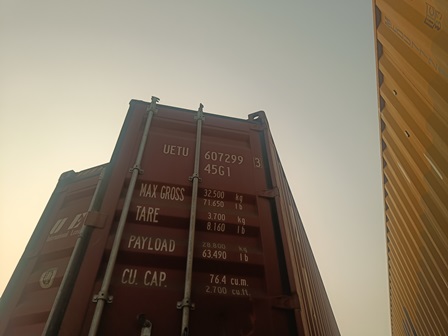 UETU 607299 3
45G1
MAX GROSS 32.500 kg
71.650 lb
TARE 3.700 kg
8.160 lb
PAYLOAD 28.800 kg
63.490 lb
CU. CAP. 76.4 cu.m.
2.700 cu.ft.